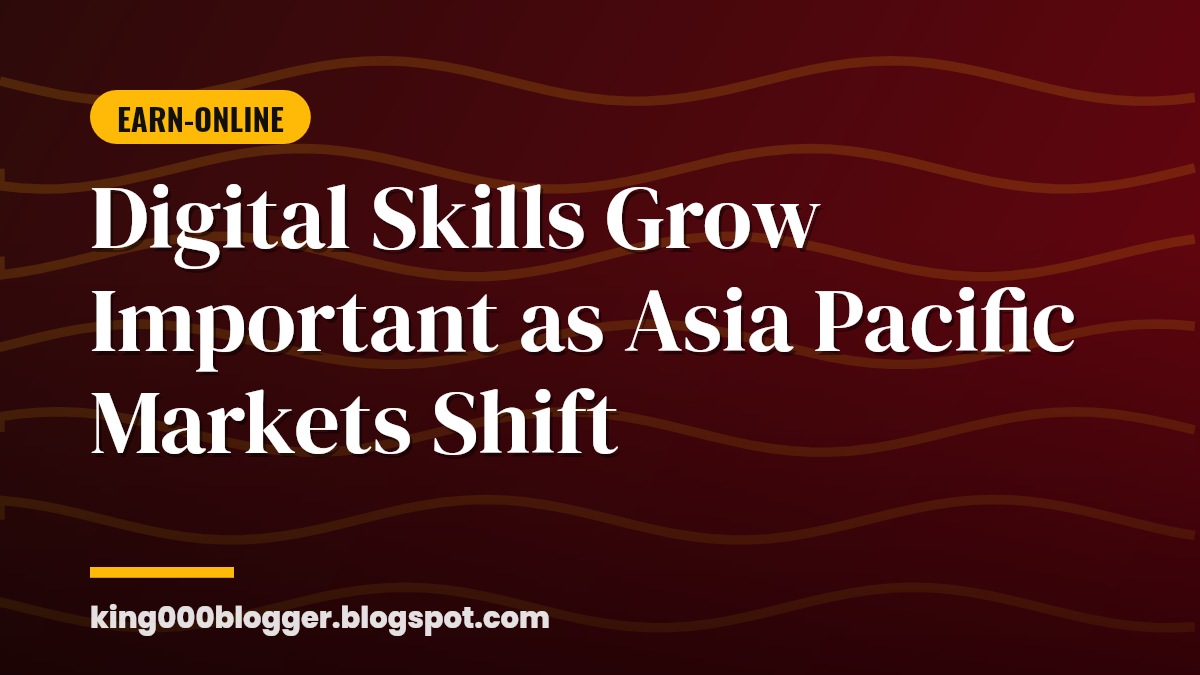 EARN-ONLINE
Digital Skills Grow
Important as Asia Pacific
Markets Shift
king000blogger.blogspot.com